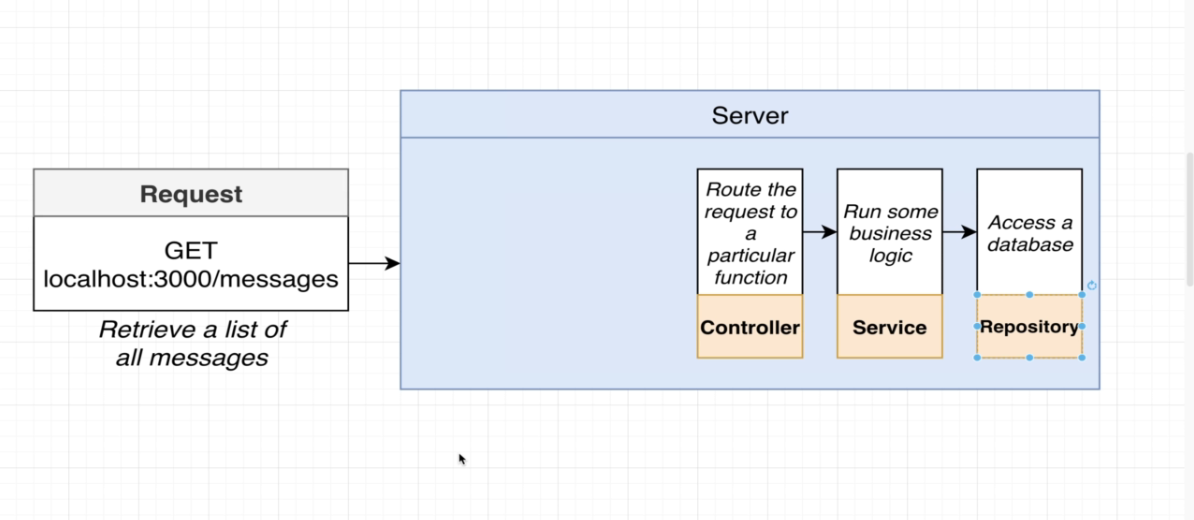 Server
Request
GET
localhost:3000/messages
Retrieve a list of
all messages
Route the
request to
a
particular
function
Controller
Run some
business
logic
Service
Access a
database
Repository